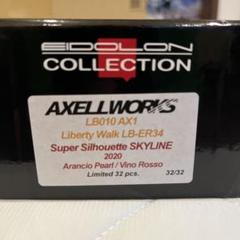 EIDOLON
COLLECTION
AXELLWORKS
LB010 AX1
Liberty Walk LB-ER34
Super Silhouette SKYLINE
2020
Arancio Pearl / Vino Rosso
Limited 32 pcs. 32/32